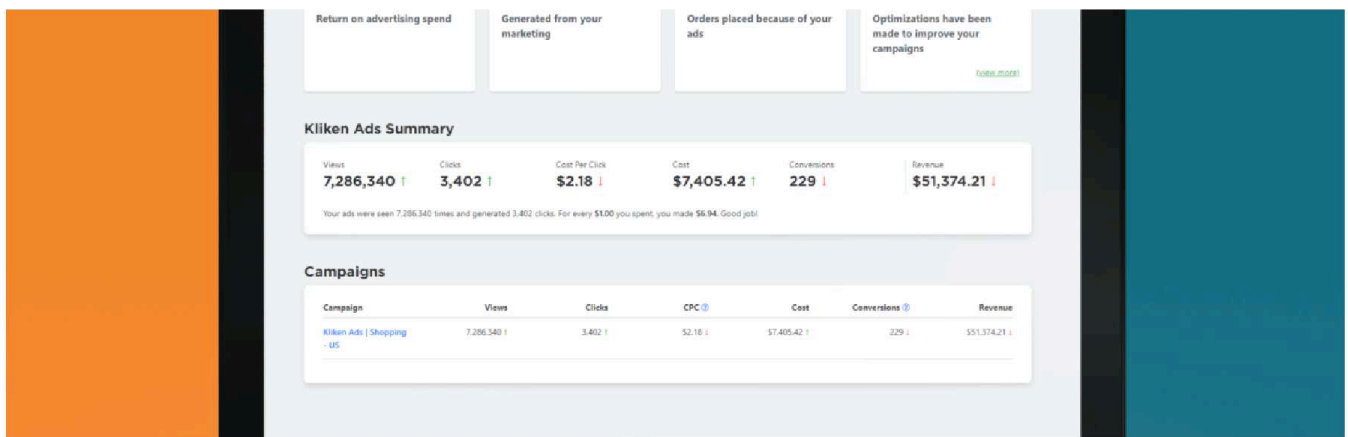 Return on advertising spend
Generated from your
marketing
Orders placed because of your
ads
Optimizations have been
made to improve your
campaigns
(view more)
Kliken Ads Summary
Views Clicks Cost Per Click Cost Conversions Revenue
7,286,340 ↑ 3,402 ↑ $2.18 ↓ $7,405.42 ↑ 229 ↓ $51,374.21 ↓
Your ads were seen 7,286,340 times and generated 3,402 clicks. For every $1.00 you spent, you made $6.94. Good job!
Campaigns
Campaign Views Clicks CPC Cost Conversions Revenue
Kliken Ads | Shopping 7,286,340 ↑ 3,402 ↑ $2.18 ↓ $7,405.42 ↑ 229 ↓ $51,374.21 ↓
- US